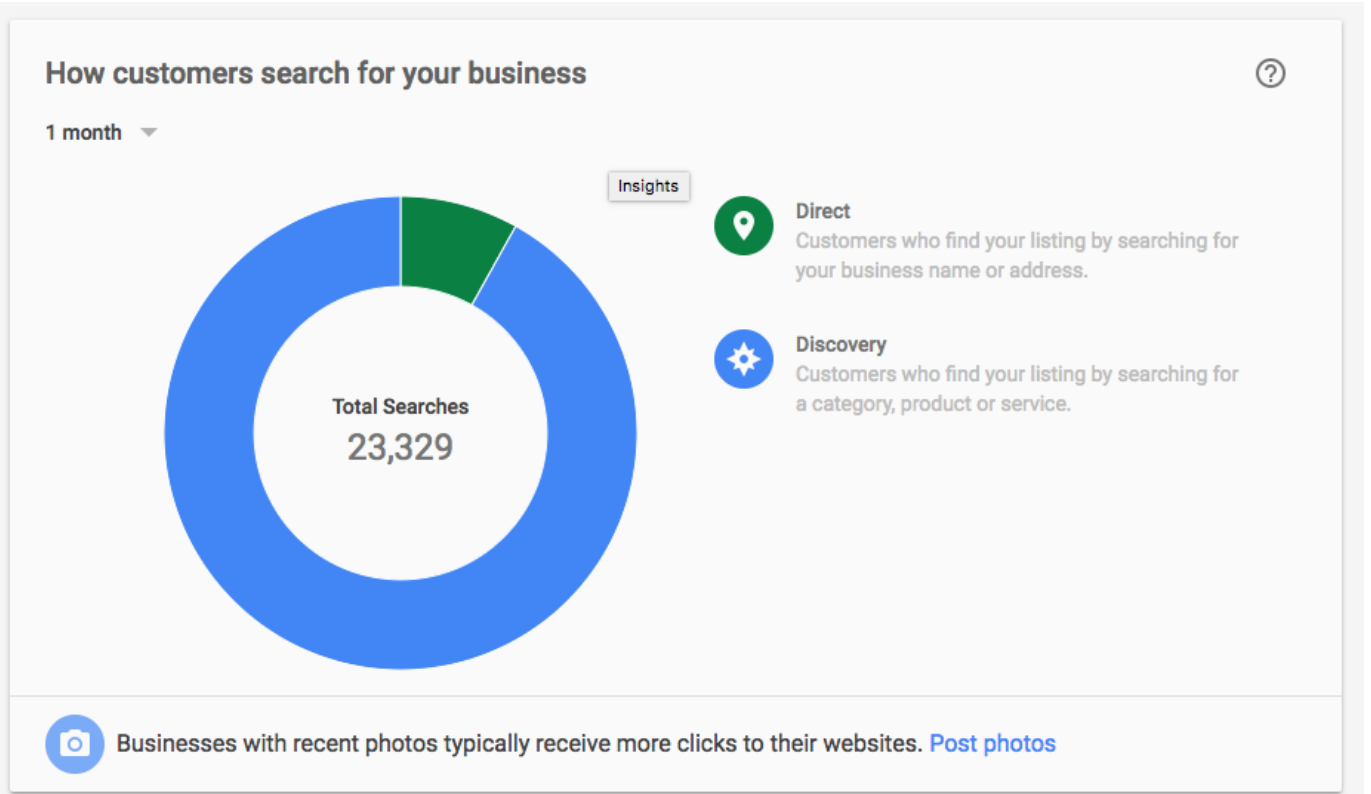 How customers search for your business
1 month
Insights
Direct
Customers who find your listing by searching for
your business name or address.
Discovery
Customers who find your listing by searching for
a category, product or service.
Total Searches
23,329
Businesses with recent photos typically receive more clicks to their websites. Post photos